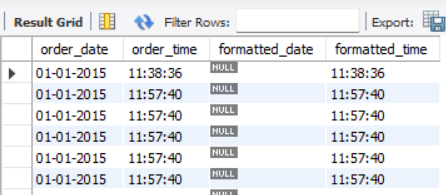 Result Grid Filter Rows: Export:
order_date order_time formatted_date formatted_time
01-01-2015 11:38:36 NULL 11:38:36
01-01-2015 11:57:40 NULL 11:57:40
01-01-2015 11:57:40 NULL 11:57:40
01-01-2015 11:57:40 NULL 11:57:40
01-01-2015 11:57:40 NULL 11:57:40
01-01-2015 11:57:40 NULL 11:57:40
NULL